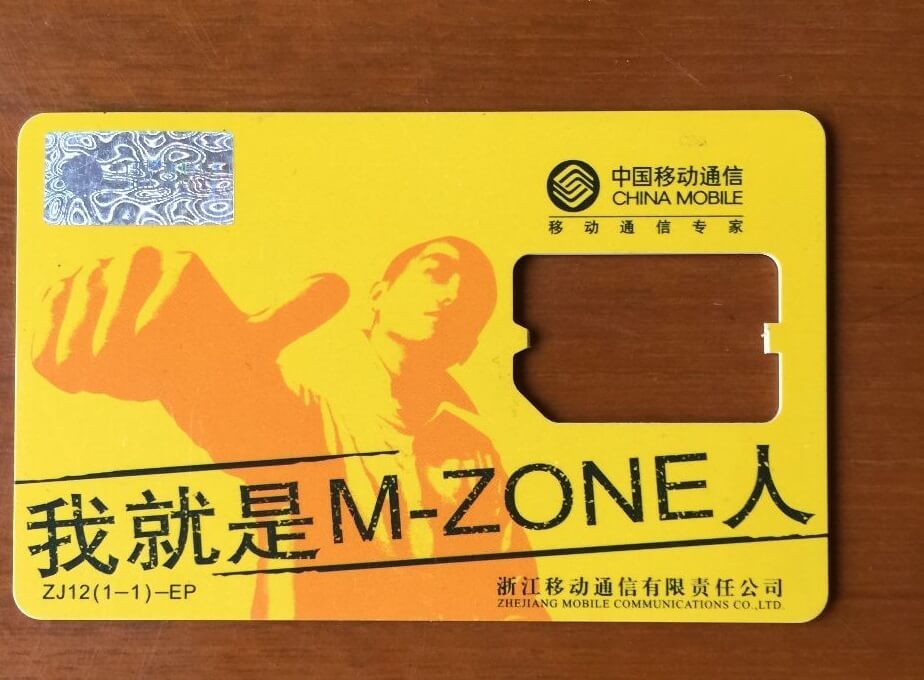 中国移动通信
CHINA MOBILE
移动通信专家
我就是M-ZONE人
ZJ12(1-1)-EP
浙江移动通信有限责任公司
ZHEJIANG MOBILE COMMUNICATIONS CO.,LTD.